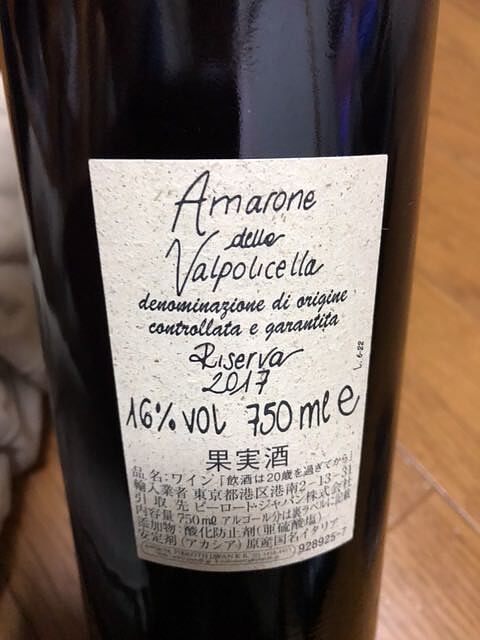 Amarone
della
Valpolicella
denominazione di origine
controllata e garantita
Riserva
2017
L. 6-22
16% vol 750 ml e
果実酒
品名:ワイン「飲酒は20歳を過ぎてから」
輸入業者 東京都港区港南2-13-31
引取先 ピーロート・ジャパン株式会社
内容量 750ml アルコール分は裏ラベルに記載
添加物:酸化防止剤(亜硫酸塩)
安定剤(アカシア) 原産国名イタリア
928925-7